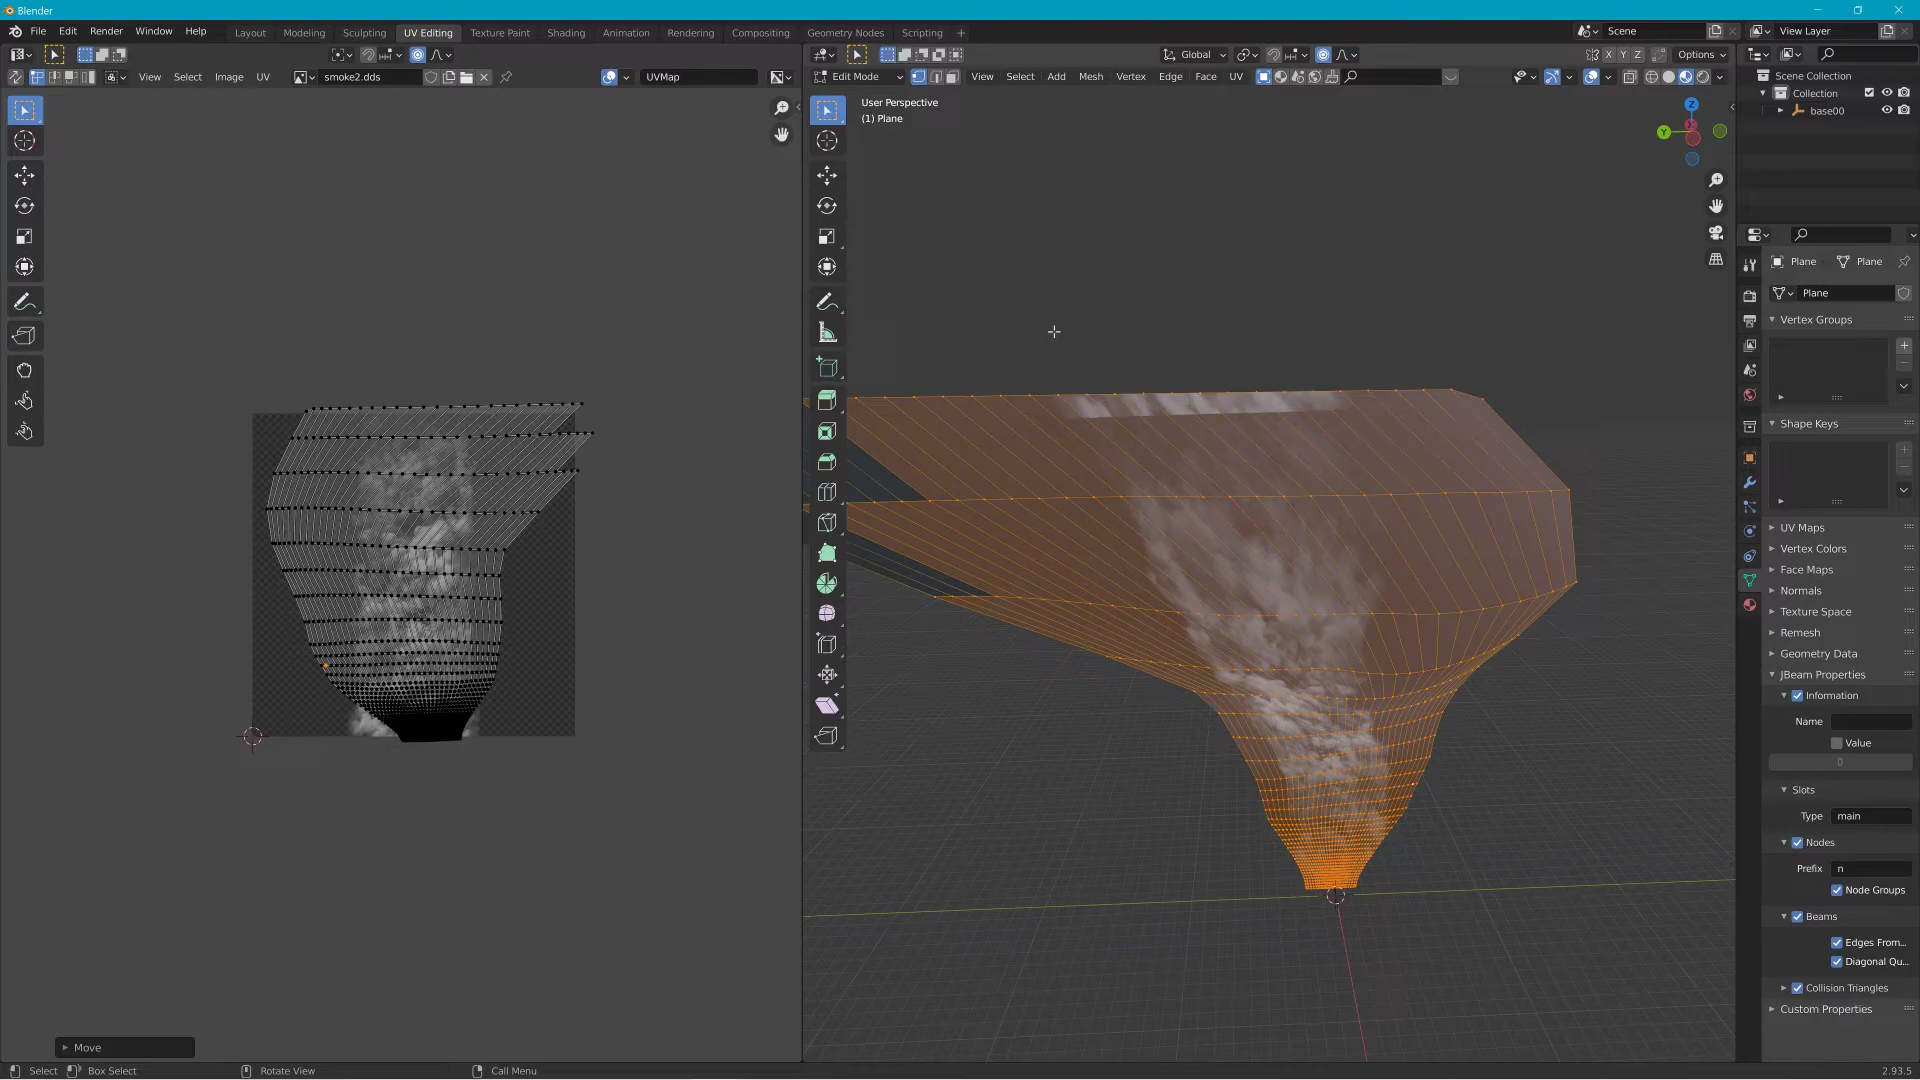 Blender
File Edit Render Window Help
Layout Modeling Sculpting UV Editing Texture Paint Shading Animation Rendering Compositing Geometry Nodes Scripting
Scene
View Layer
Global
Options
View Select Image UV
smoke2.dds
UVMap
Edit Mode
View Select Add Mesh Vertex Edge Face UV
User Perspective
(1) Plane
Z
Y
X Y Z
Scene Collection
Collection
base00
Plane
Plane
Plane
Vertex Groups
Shape Keys
UV Maps
Vertex Colors
Face Maps
Normals
Texture Space
Remesh
Geometry Data
JBeam Properties
Information
Name
Value
0
Slots
Type main
Nodes
Prefix n
Node Groups
Beams
Edges From...
Diagonal Qu...
Collision Triangles
Custom Properties
Move
Select
Box Select
Rotate View
Call Menu
2.93.5